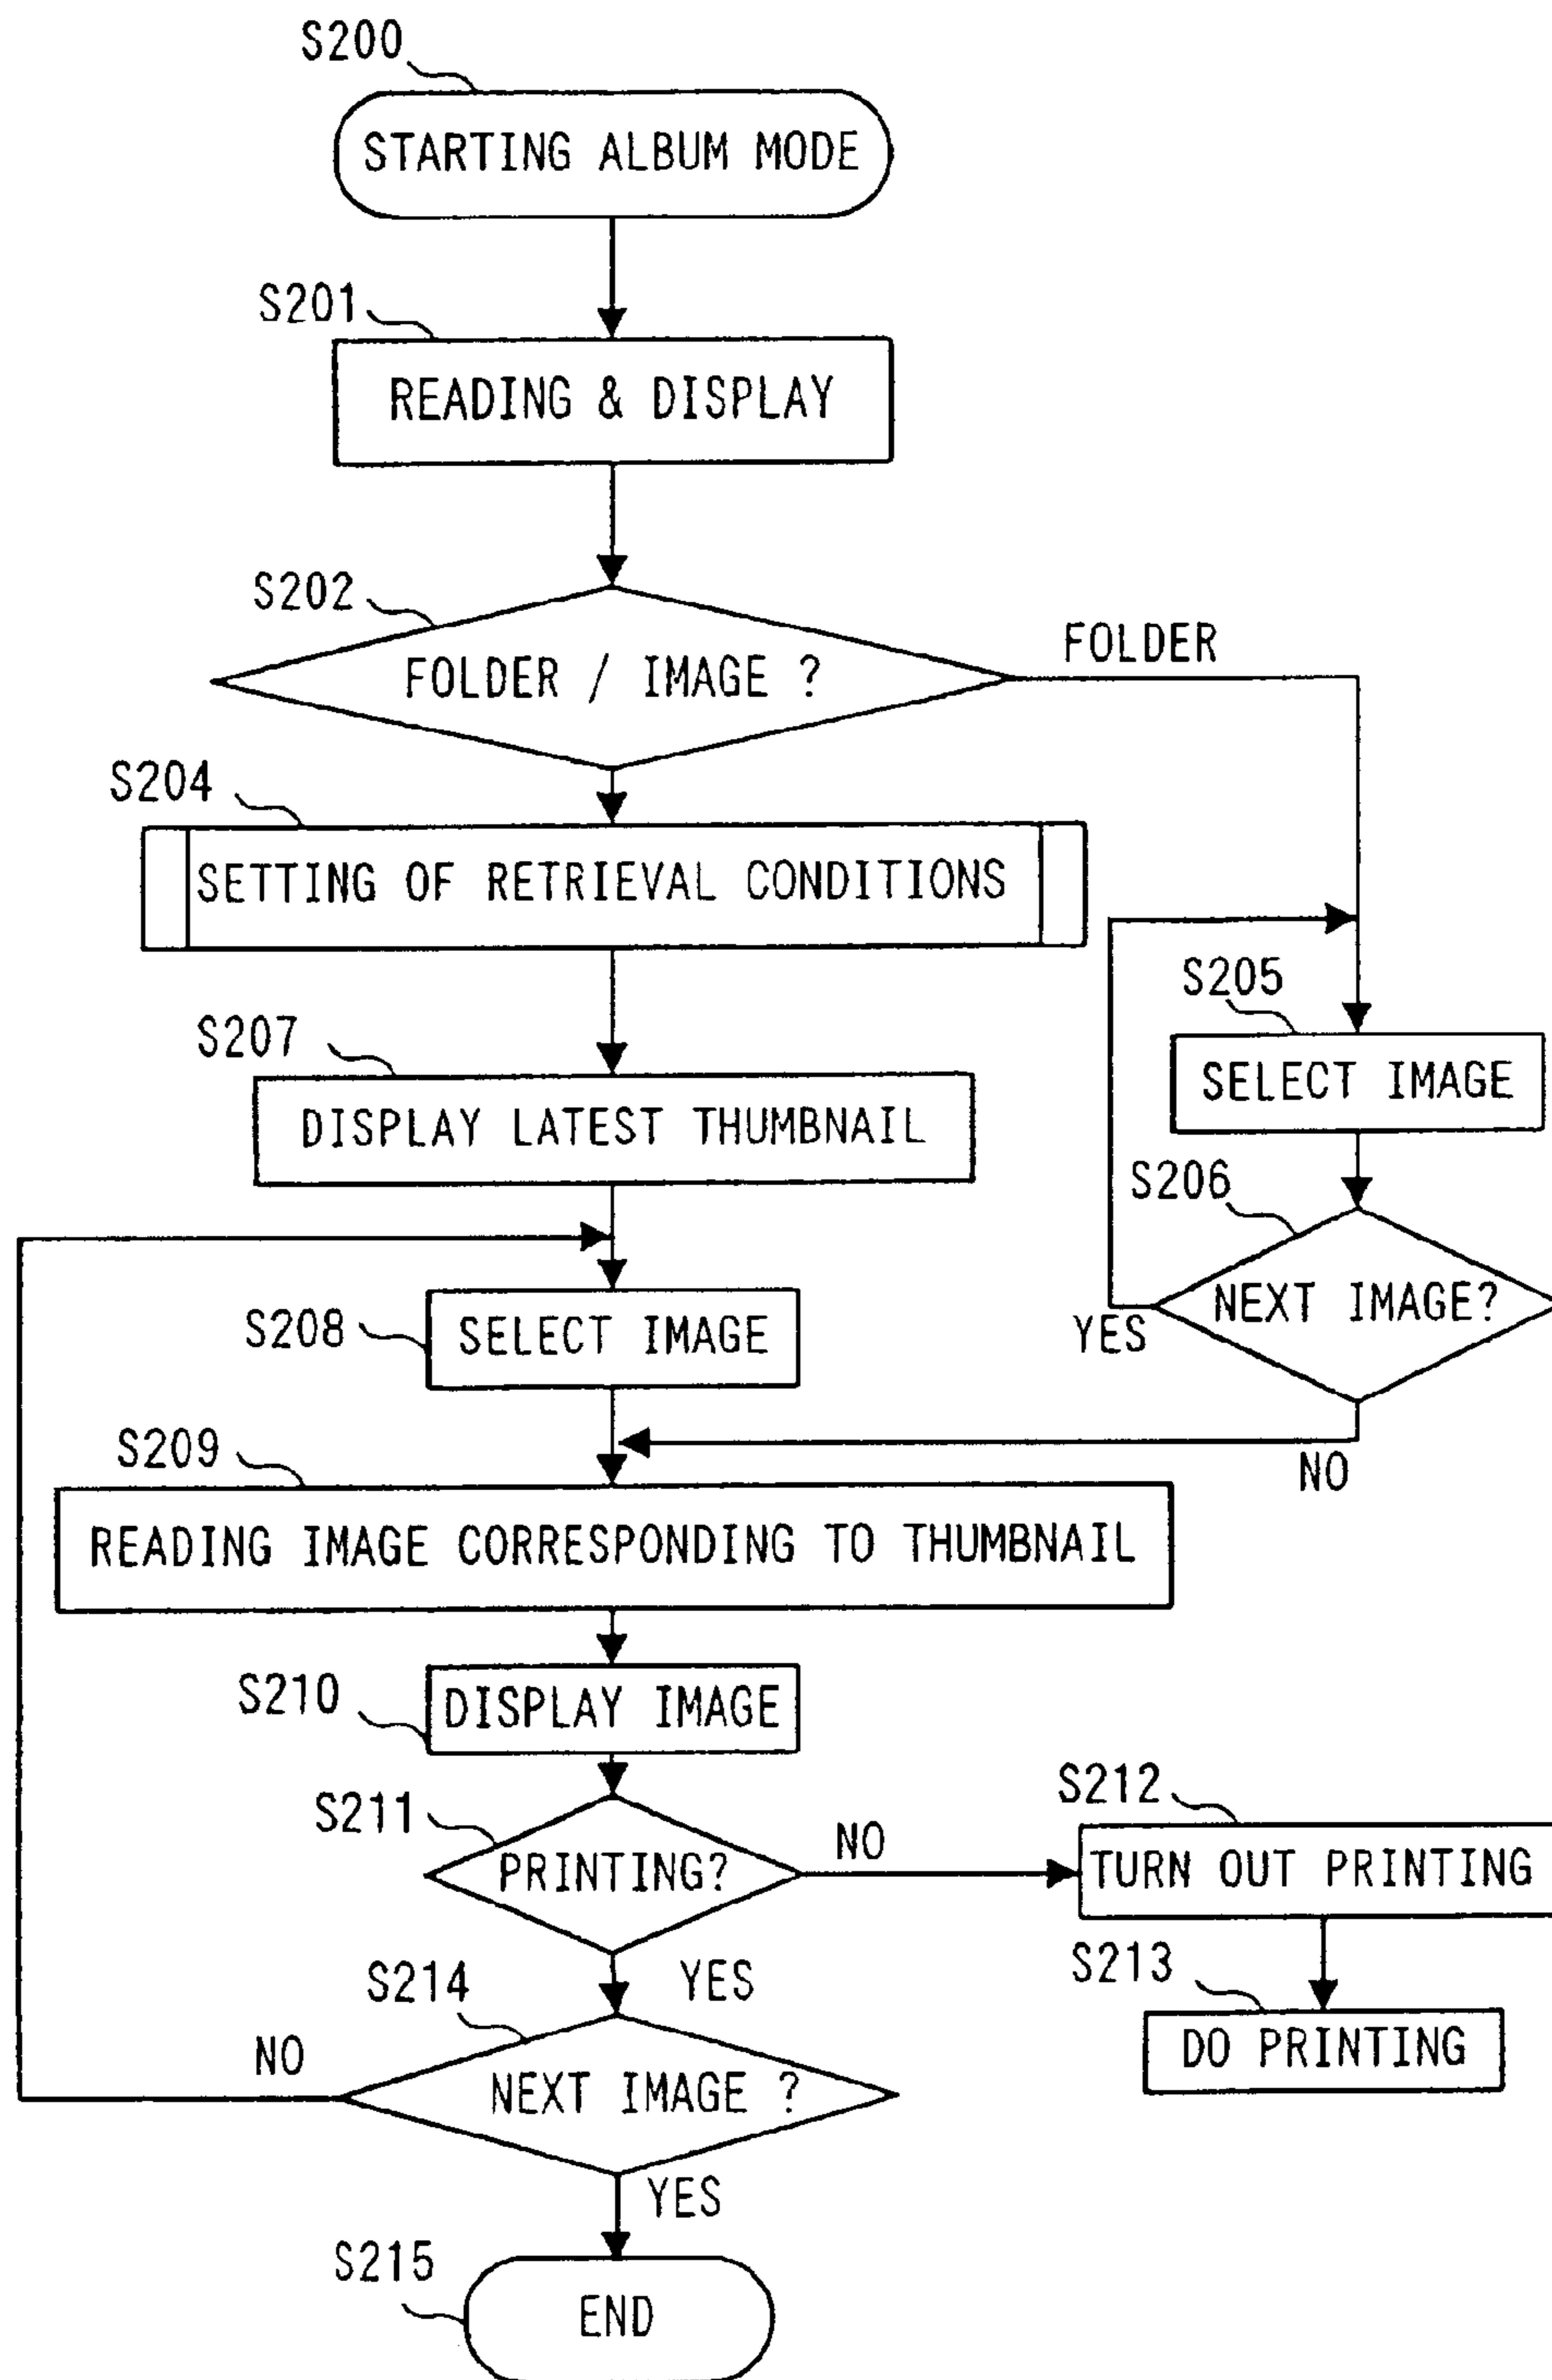 S200
STARTING ALBUM MODE
S201
READING & DISPLAY
S202
FOLDER / IMAGE ?
FOLDER
S204
SETTING OF RETRIEVAL CONDITIONS
S205
SELECT IMAGE
S207
DISPLAY LATEST THUMBNAIL
S206
NEXT IMAGE?
YES
NO
S208
SELECT IMAGE
S209
READING IMAGE CORRESPONDING TO THUMBNAIL
S210
DISPLAY IMAGE
S211
PRINTING?
NO
S212
TURN OUT PRINTING
S213
DO PRINTING
YES
S214
NEXT IMAGE ?
NO
YES
S215
END